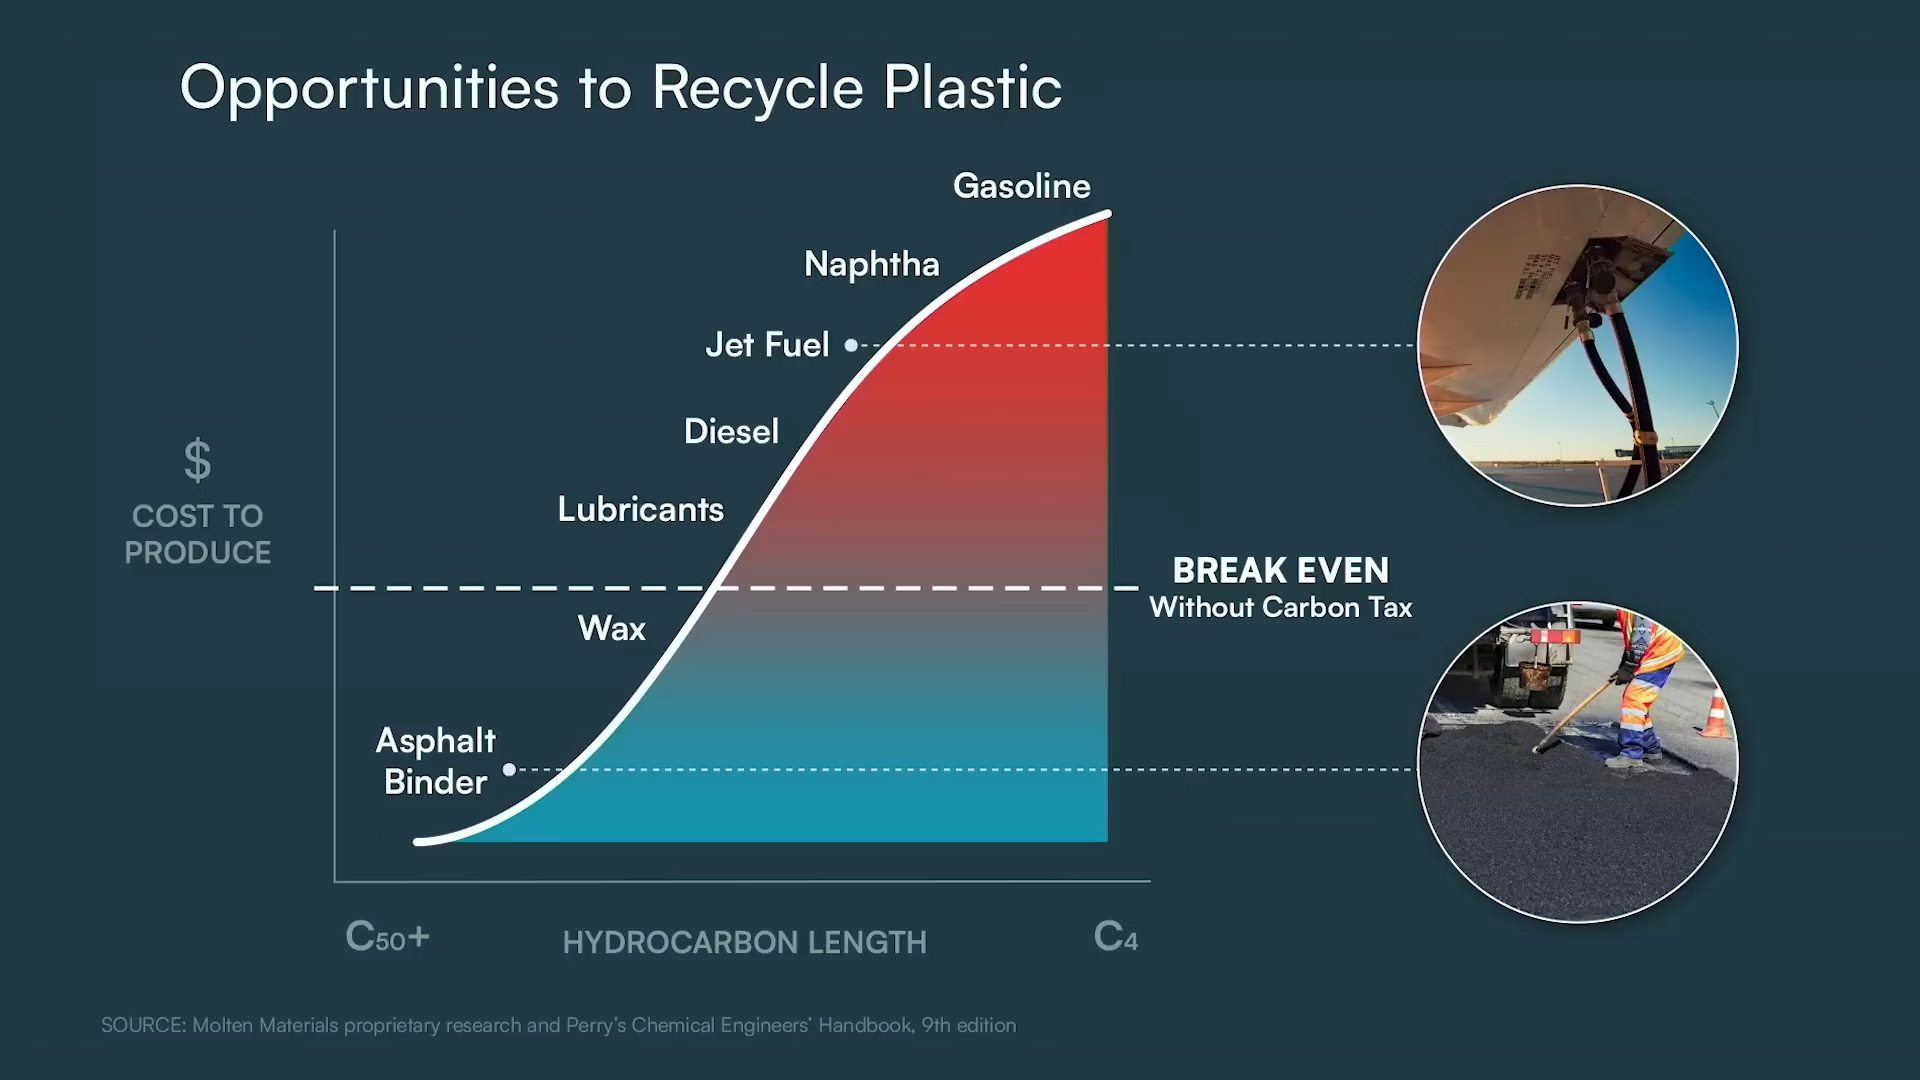 Opportunities to Recycle Plastic
Gasoline
Naphtha
Jet Fuel
Diesel
$
COST TO
PRODUCE
Lubricants
BREAK EVEN
Without Carbon Tax
Wax
Asphalt
Binder
C50+
HYDROCARBON LENGTH
C4
SOURCE: Molten Materials proprietary research and Perry's Chemical Engineers' Handbook, 9th edition